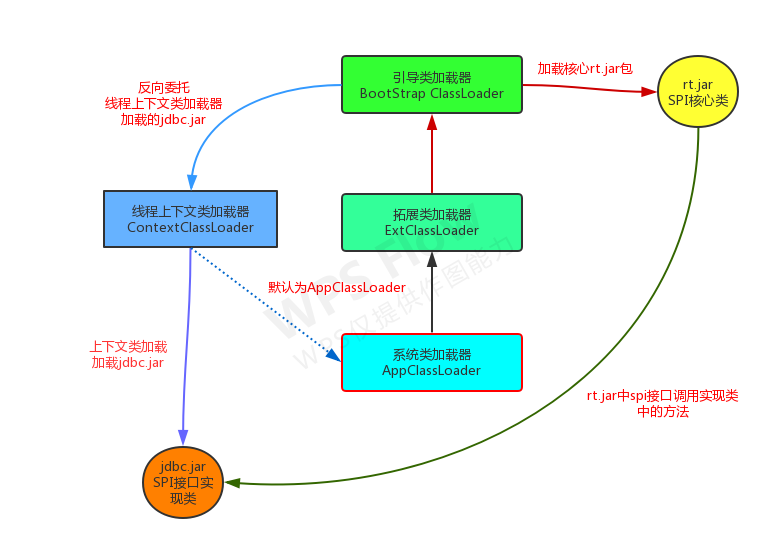 引导类加载器
BootStrap ClassLoader
加载核心rt.jar包
rt.jar
SPI核心类
反向委托
线程上下文类加载器
加载的jdbc.jar
线程上下文类加载器
ContextClassLoader
拓展类加载器
ExtClassLoader
默认为AppClassLoader
系统类加载器
AppClassLoader
上下文类加载
加载jdbc.jar
rt.jar中spi接口调用实现类
中的方法
jdbc.jar
SPI接口实
现类
WPS Flow
WPS仅提供作图能力